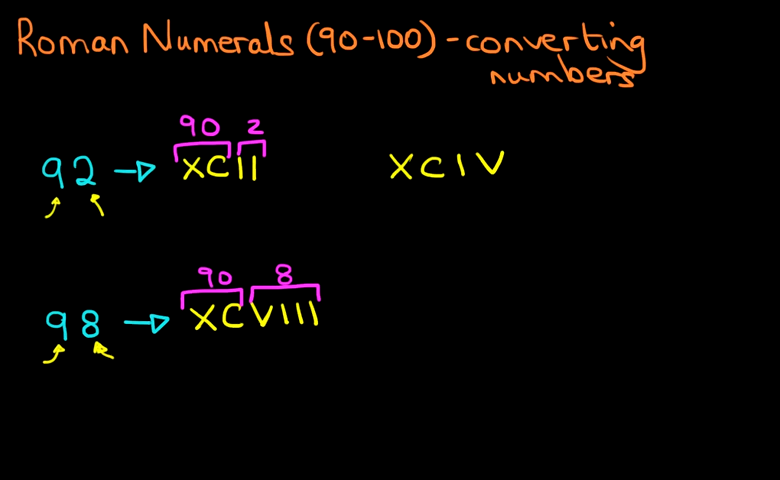 Roman Numerals (90-100) - converting
numbers
90 2
92 → XCII
XCIV
90 8
98 → XCVIII